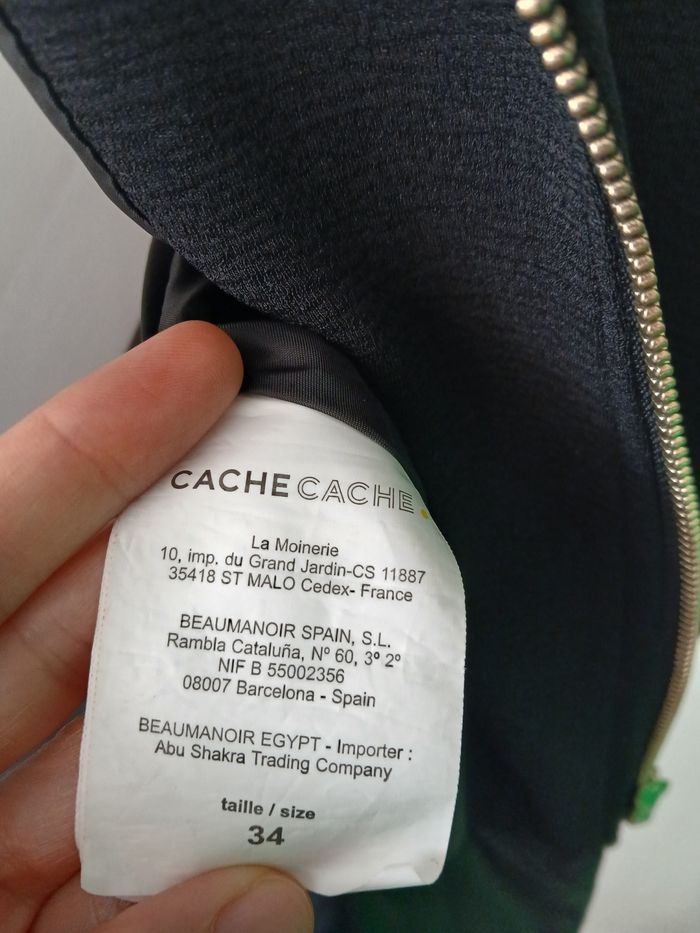 CACHE CACHE.
La Moinerie
10, imp. du Grand Jardin-CS 11887
35418 ST MALO Cedex- France
BEAUMANOIR SPAIN, S.L.
Rambla Cataluña, Nº 60, 3º 2º
NIF B 55002356
08007 Barcelona - Spain
BEAUMANOIR EGYPT - Importer :
Abu Shakra Trading Company
taille / size
34